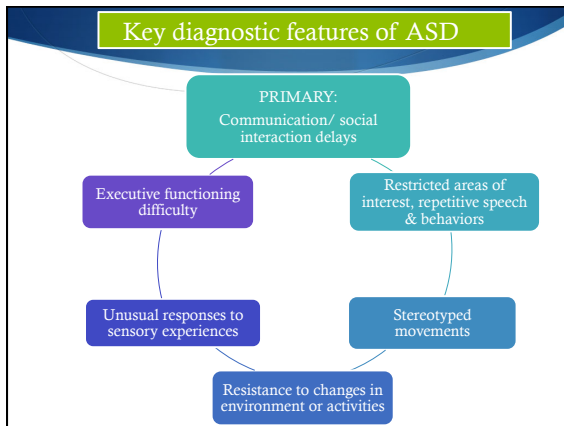 Key diagnostic features of ASD
PRIMARY:
Communication/ social
interaction delays
Restricted areas of
interest, repetitive speech
& behaviors
Stereotyped
movements
Resistance to changes in
environment or activities
Unusual responses to
sensory experiences
Executive functioning
difficulty